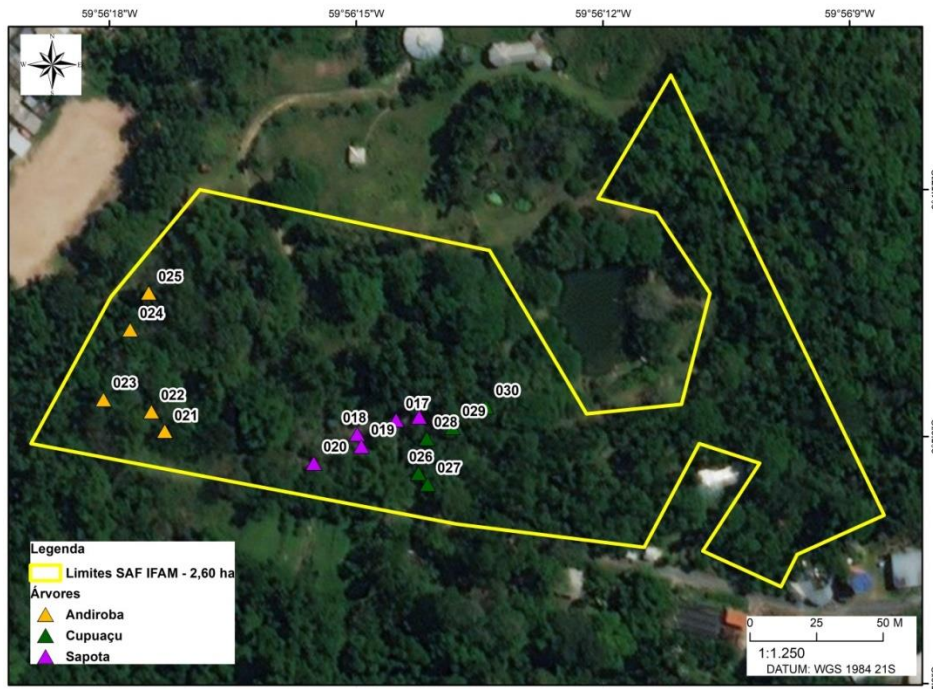 59°56'18"W 59°56'15"W 59°56'12"W 59°56'9"W
N
W E
S
025
024
023
022
021
030
029
017
028
018
019
020
026
027
Legenda
Limites SAF IFAM - 2,60 ha
Árvores
Andiroba
Cupuaçu
Sapota
0 25 50 M
1:1.250
DATUM: WGS 1984 21S